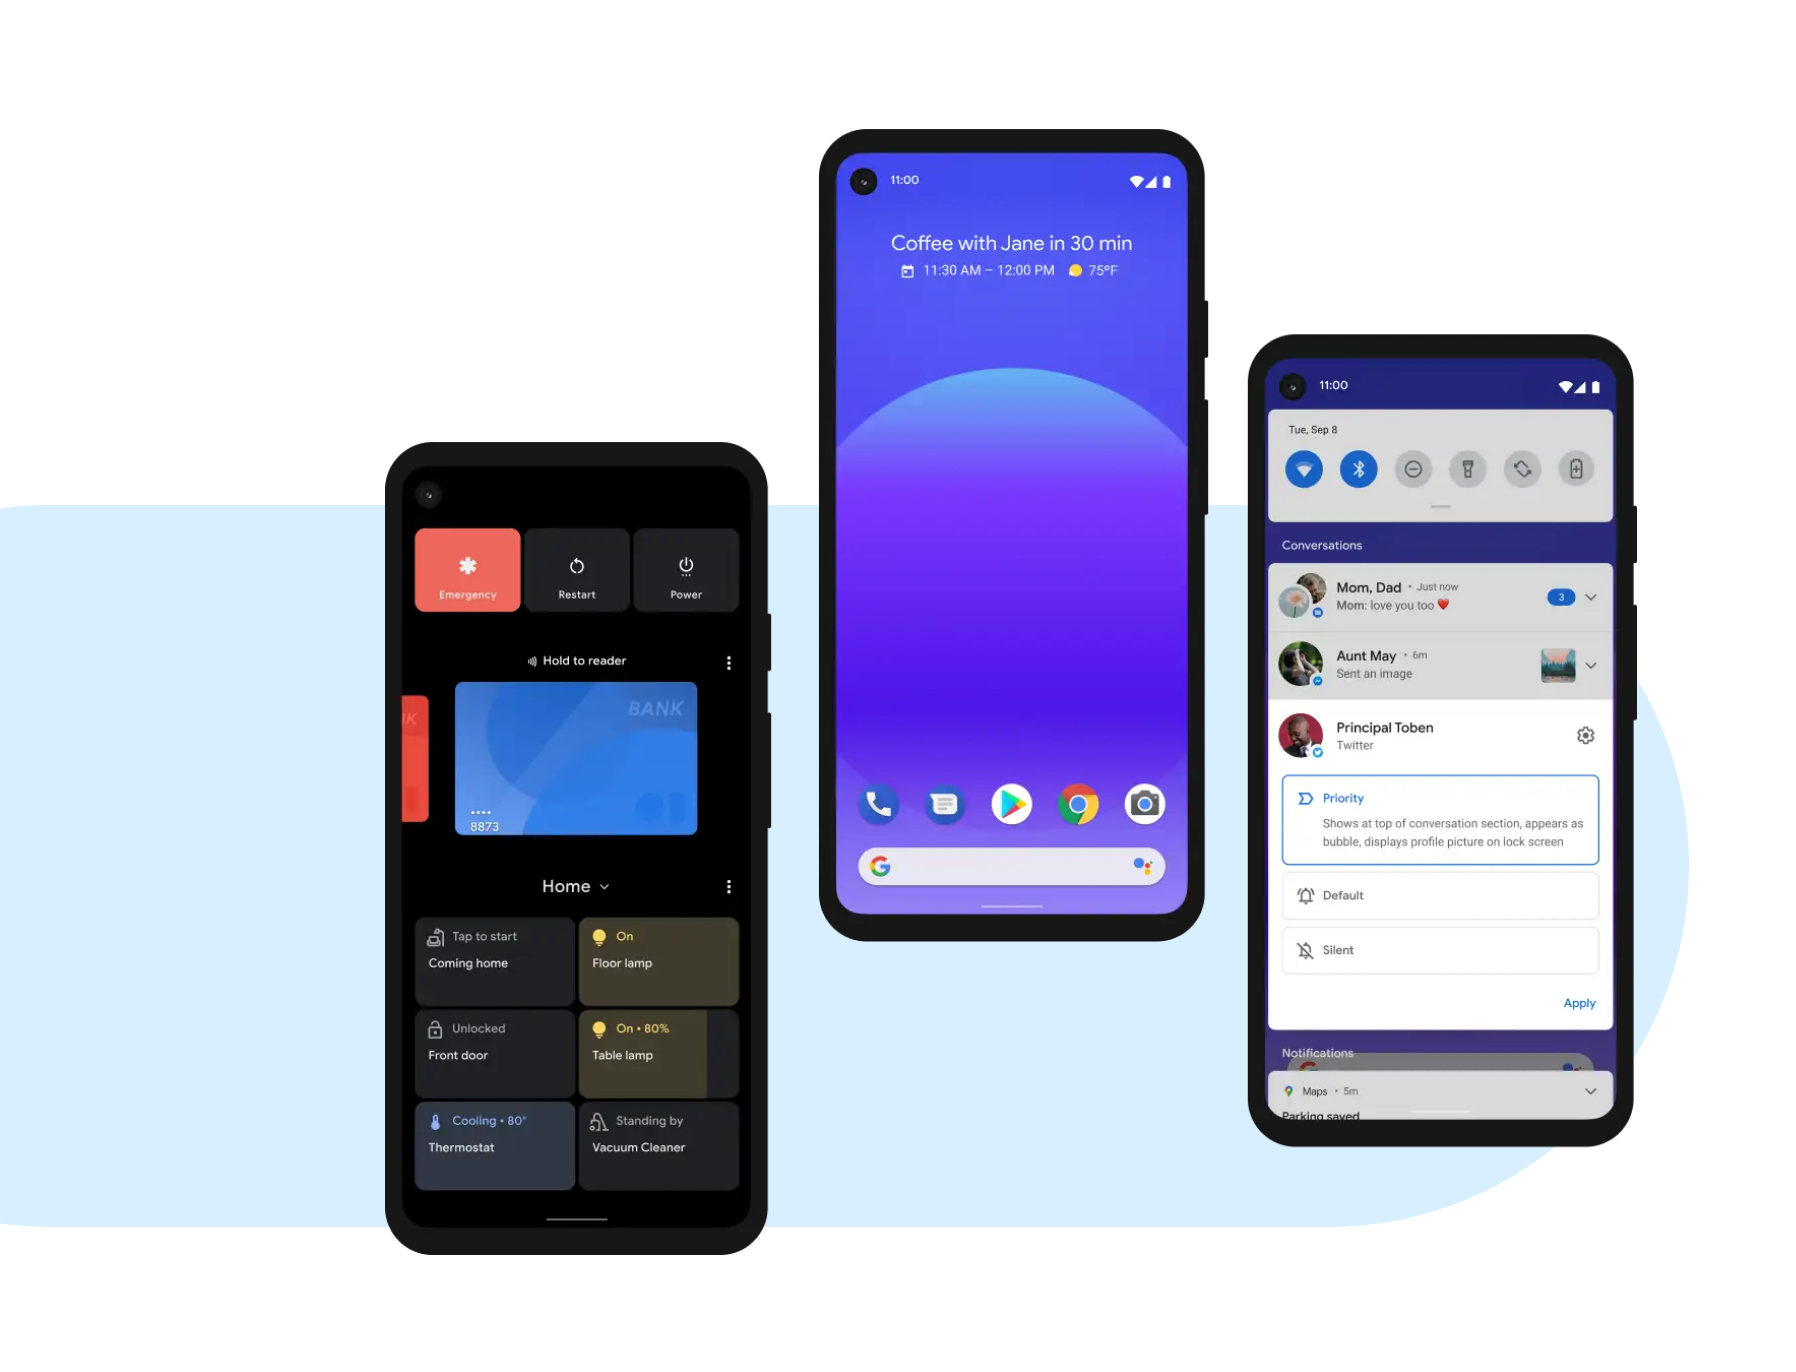 Emergency
Restart
Power
Hold to reader
BANK
8873
Home
Tap to start
Coming home
On
Floor lamp
Unlocked
Front door
On • 80%
Table lamp
Cooling • 80°
Thermostat
Standing by
Vacuum Cleaner
11:00
Coffee with Jane in 30 min
11:30 AM – 12:00 PM 75°F
11:00
Tue, Sep 8
Conversations
Mom, Dad • Just now
Mom: love you too ❤️
3
Aunt May • 6m
Sent an image
Principal Toben
Twitter
Priority
Shows at top of conversation section, appears as
bubble, displays profile picture on lock screen
Default
Silent
Apply
Notifications
Maps • 5m
Parking saved